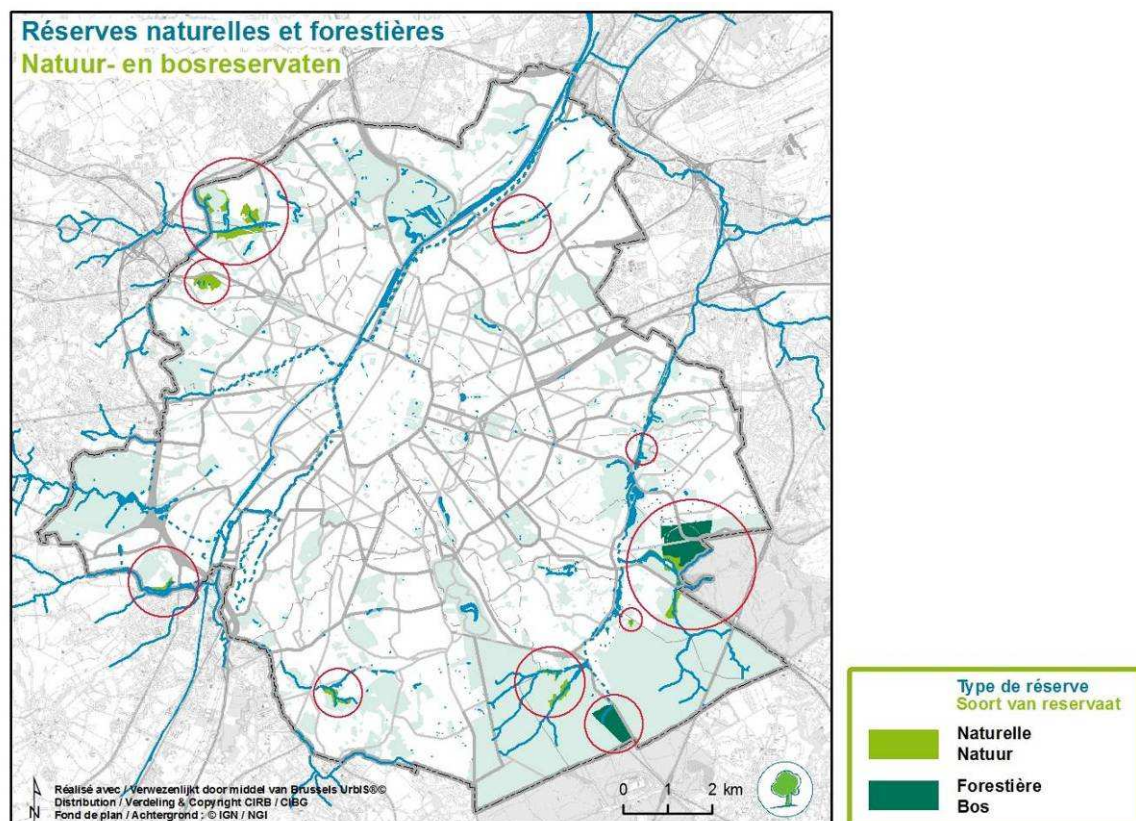 Réserves naturelles et forestières
Natuur- en bosreservaten
N
Réalisé avec / Verwezenlijkt door middel van Brussels UrbIS®©
Distribution / Verdeling & Copyright CIRB / CIBG
Fond de plan / Achtergrond : © IGN / NGI
0 1 2 km
Type de réserve
Soort van reservaat
Naturelle
Natuur
Forestière
Bos